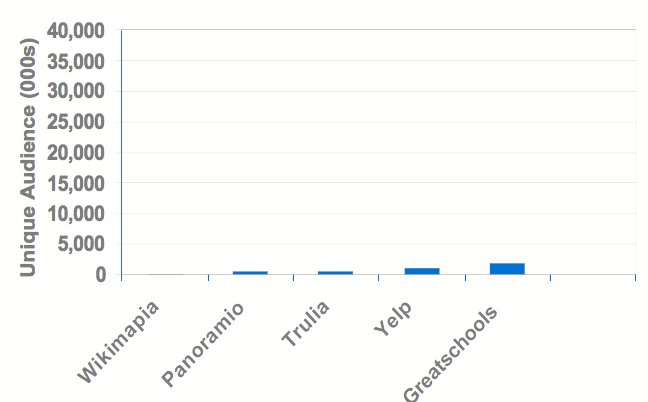 Unique Audience (000s)
40,000
35,000
30,000
25,000
20,000
15,000
10,000
5,000
0
Wikimapia
Panoramio
Trulia
Yelp
Greatschools